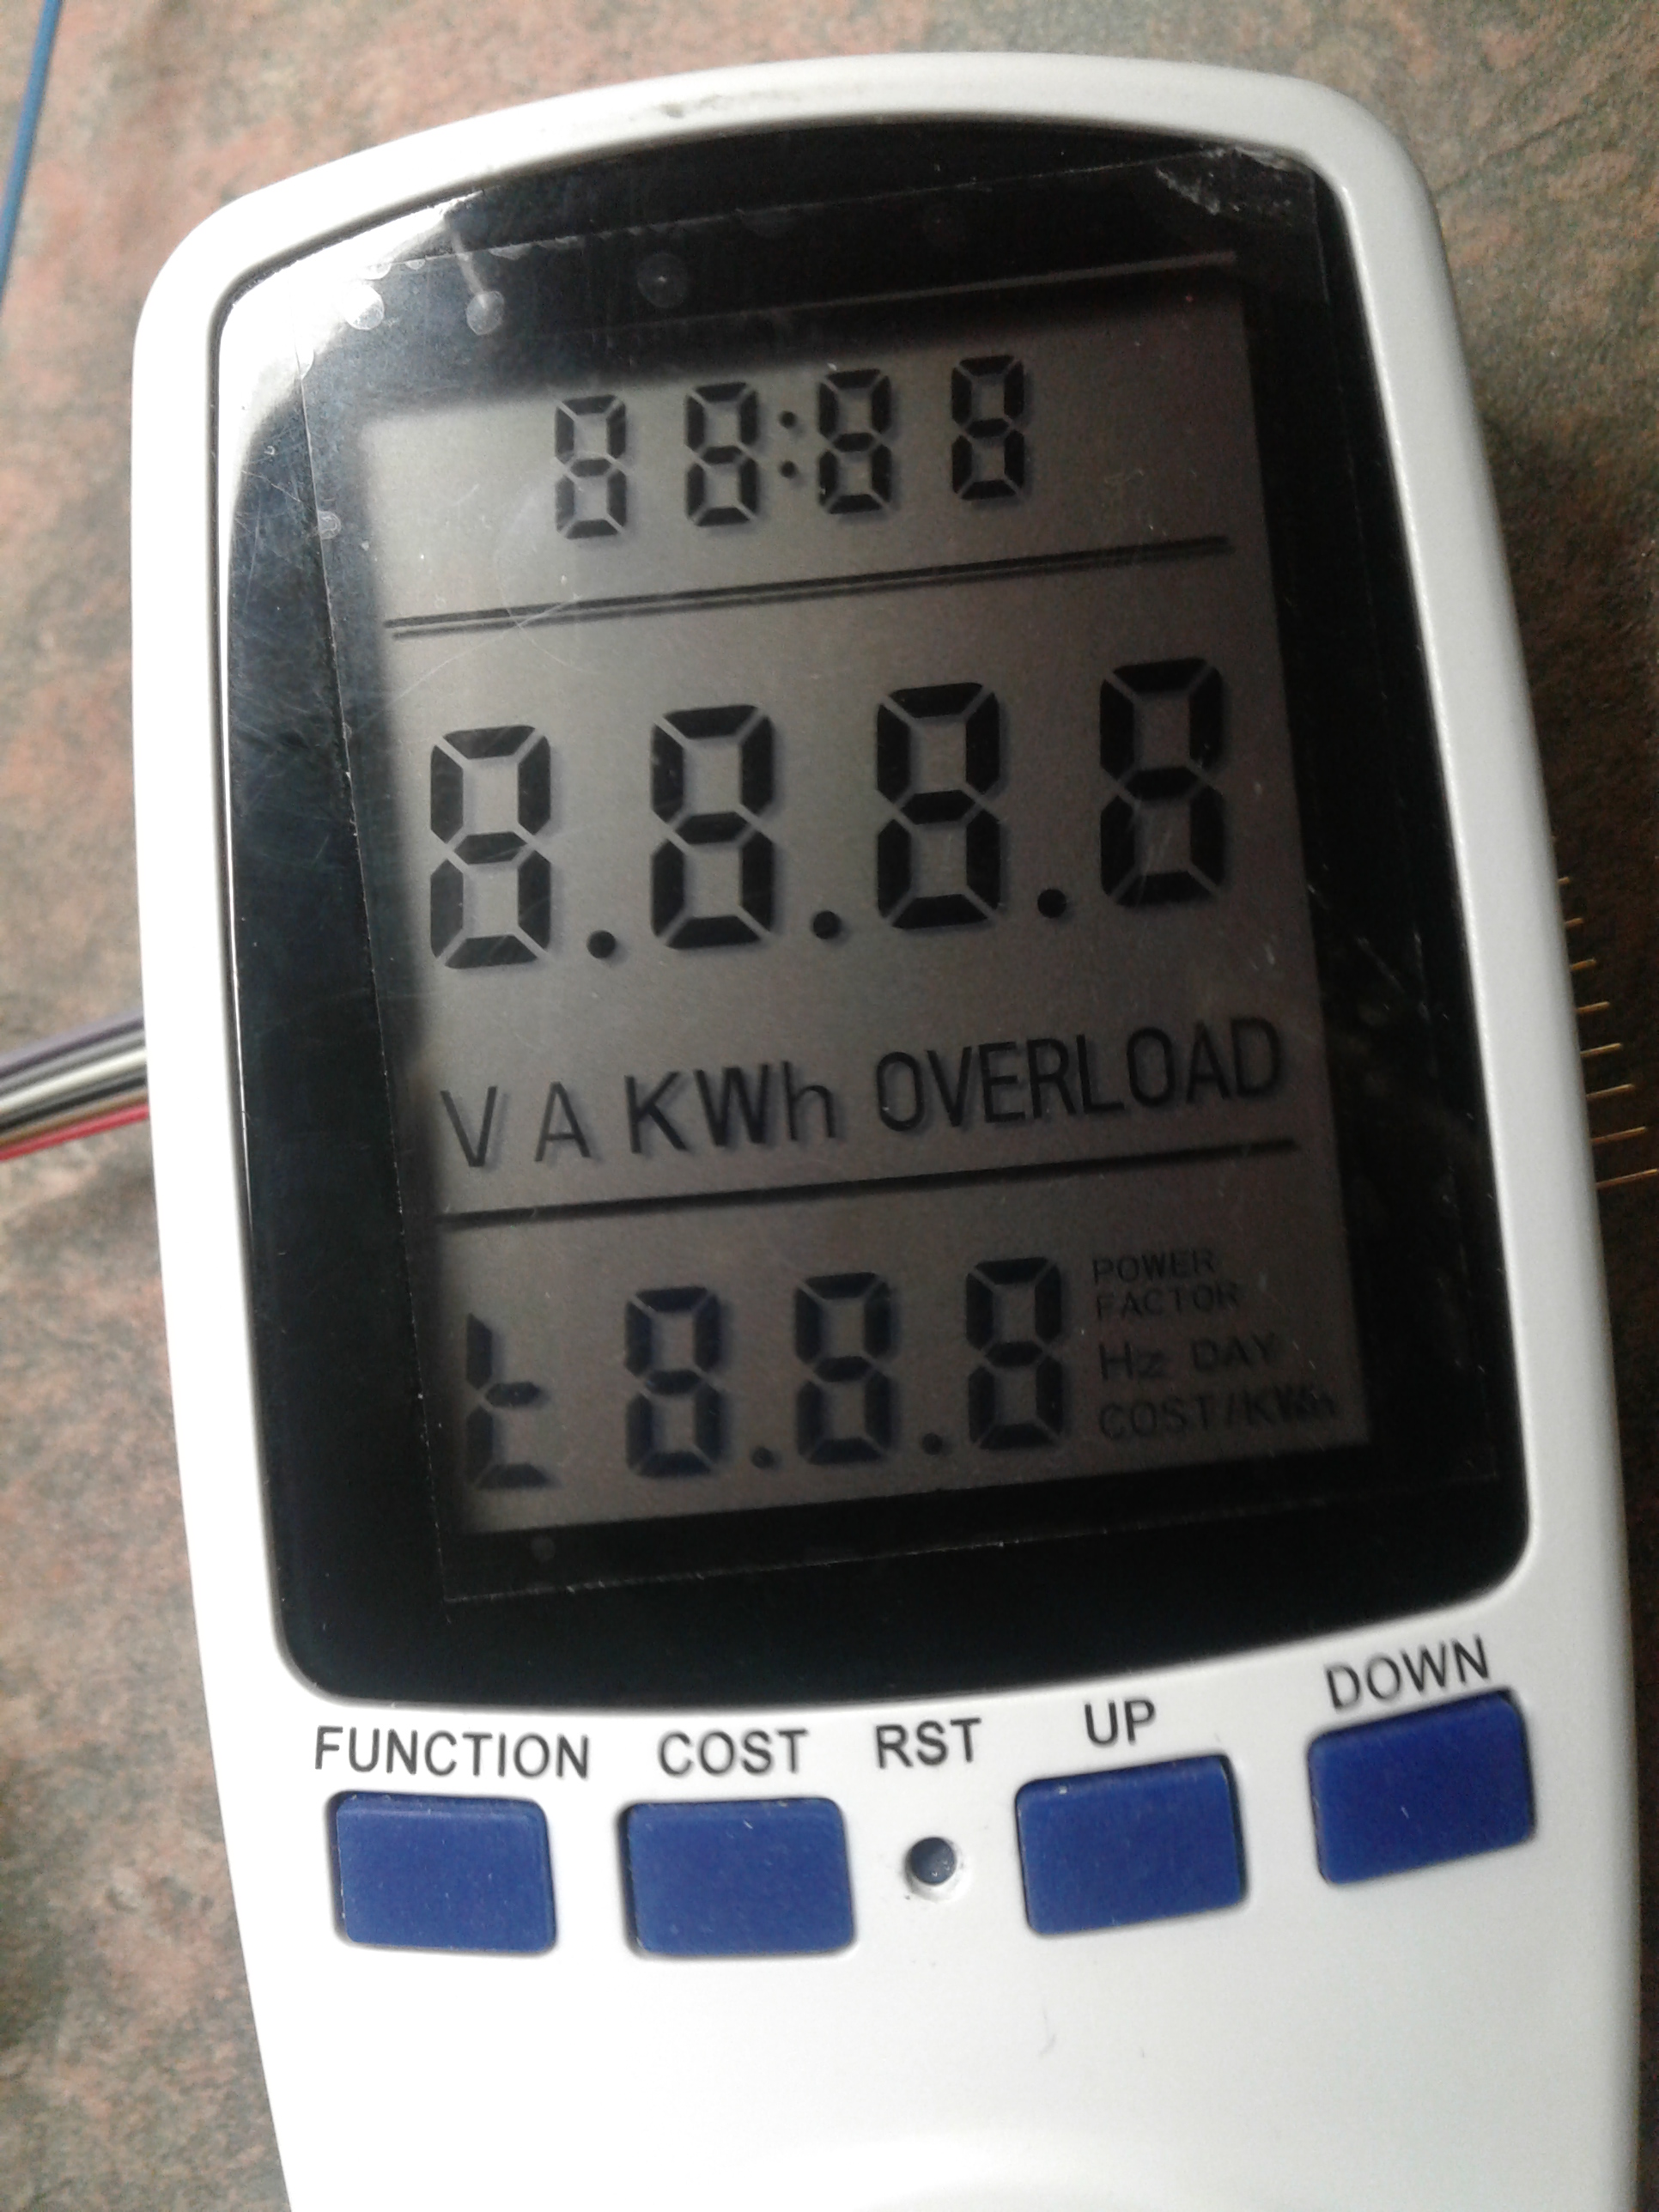 88:88
8.8.8.8
V A KWh OVERLOAD
t 8.8.8
POWER
FACTOR
Hz DAY
COST/KWh
FUNCTION COST RST UP DOWN